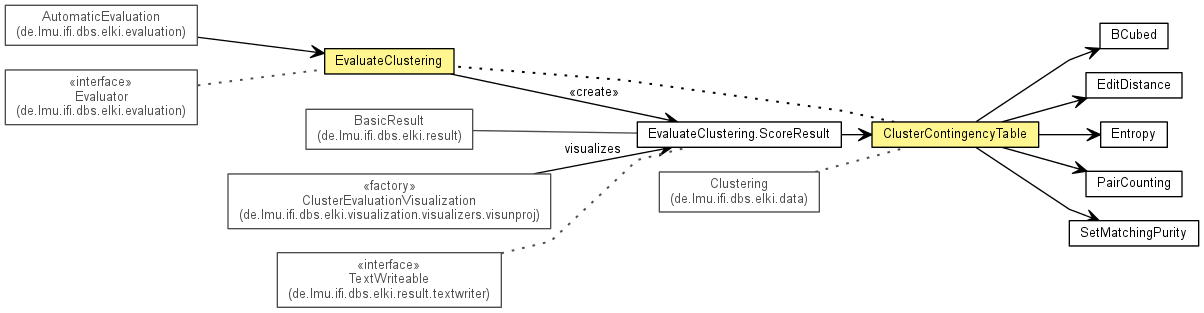 AutomaticEvaluation
(de.lmu.ifi.dbs.elki.evaluation)
«interface»
Evaluator
(de.lmu.ifi.dbs.elki.evaluation)
EvaluateClustering
«create»
BasicResult
(de.lmu.ifi.dbs.elki.result)
EvaluateClustering.ScoreResult
visualizes
«factory»
ClusterEvaluationVisualization
(de.lmu.ifi.dbs.elki.visualization.visualizers.visunproj)
«interface»
TextWriteable
(de.lmu.ifi.dbs.elki.result.textwriter)
Clustering
(de.lmu.ifi.dbs.elki.data)
ClusterContingencyTable
BCubed
EditDistance
Entropy
PairCounting
SetMatchingPurity